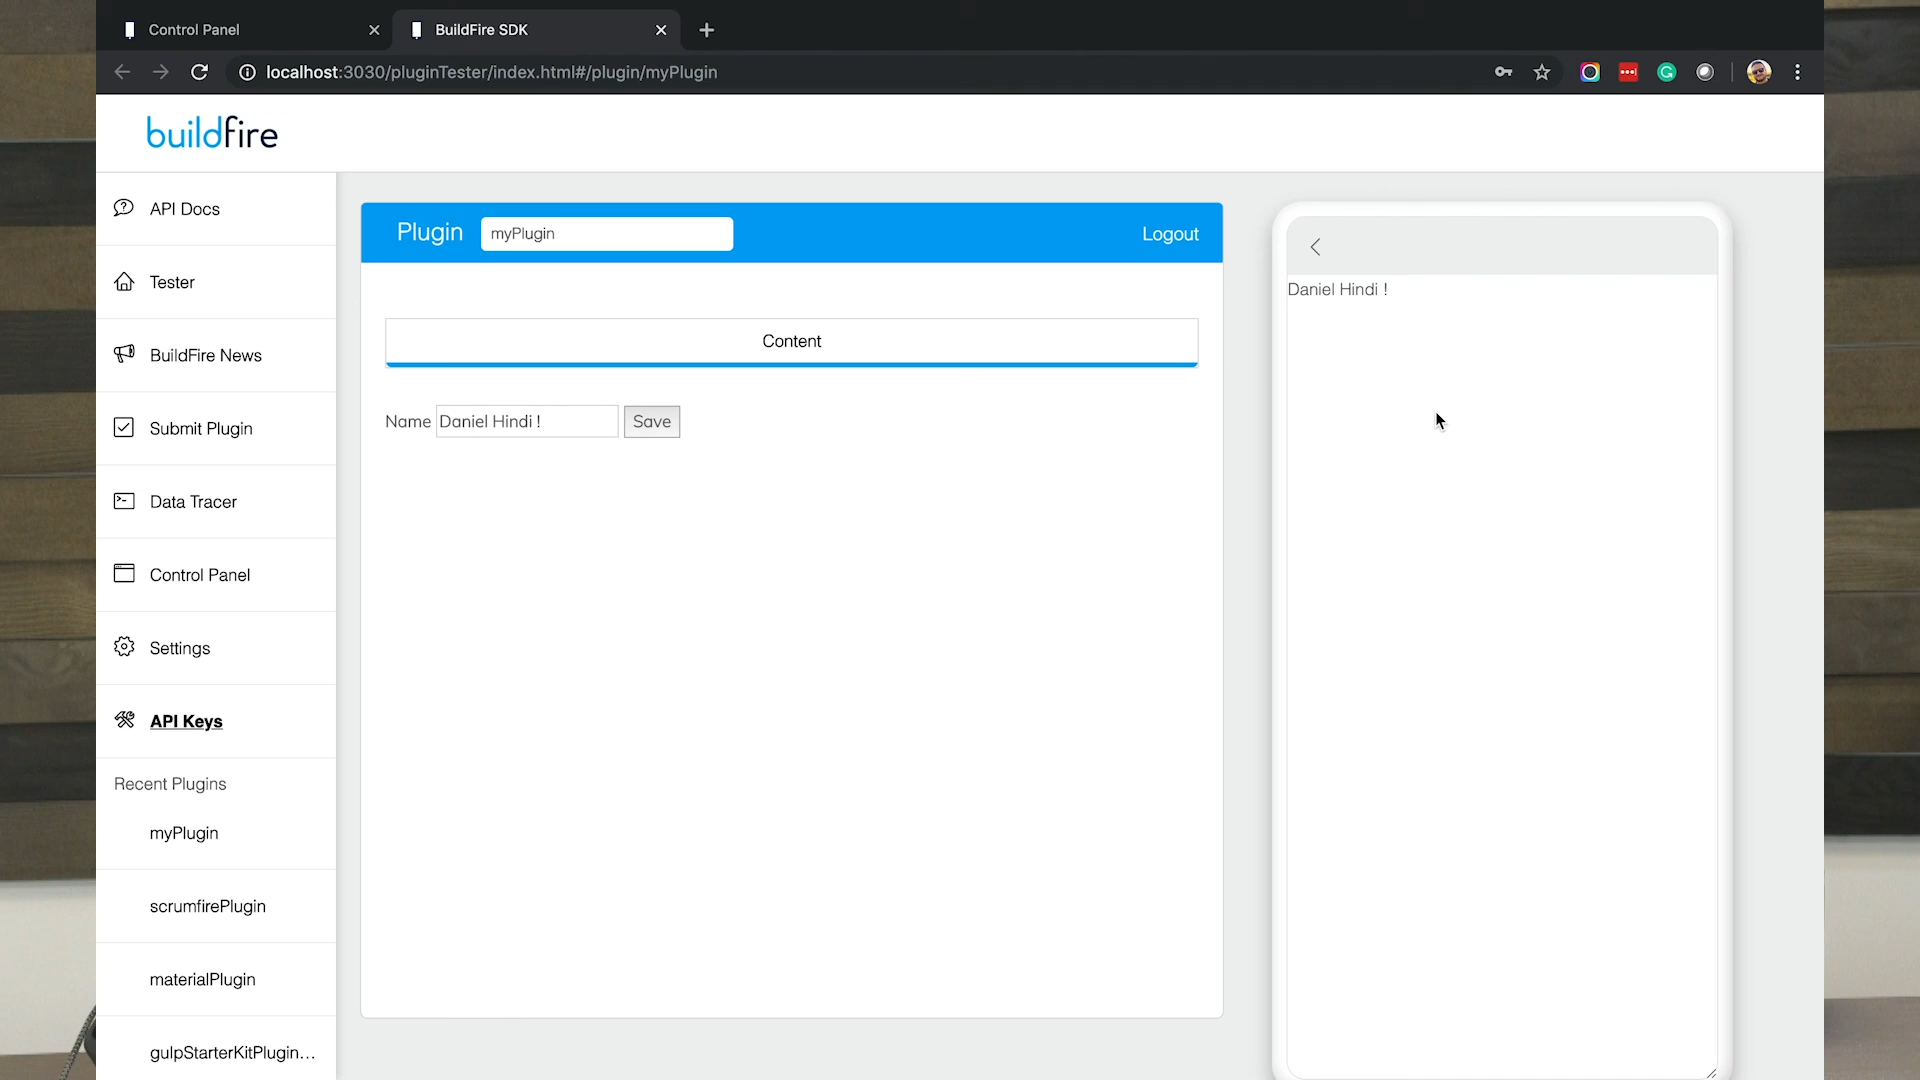 Control Panel
BuildFire SDK
localhost:3030/pluginTester/index.html#/plugin/myPlugin
buildfire
API Docs
Tester
BuildFire News
Submit Plugin
Data Tracer
Control Panel
Settings
API Keys
Recent Plugins
myPlugin
scrumfirePlugin
materialPlugin
gulpStarterKitPlugin...
Plugin myPlugin Logout
Content
Name Daniel Hindi ! Save
Daniel Hindi !